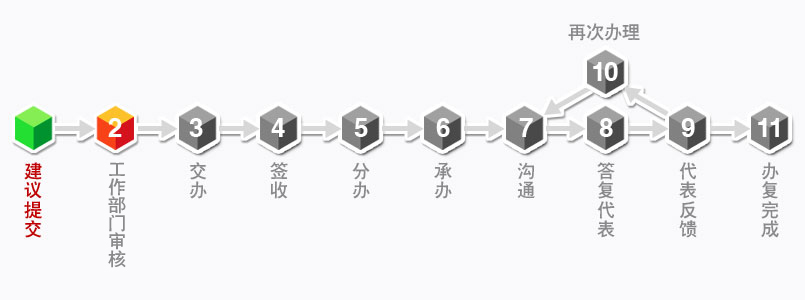 再次办理
10
2
3
4
5
6
7
8
9
11
建议提交
工作部门审核
交办
签收
分办
承办
沟通
答复代表
代表反馈
办复完成